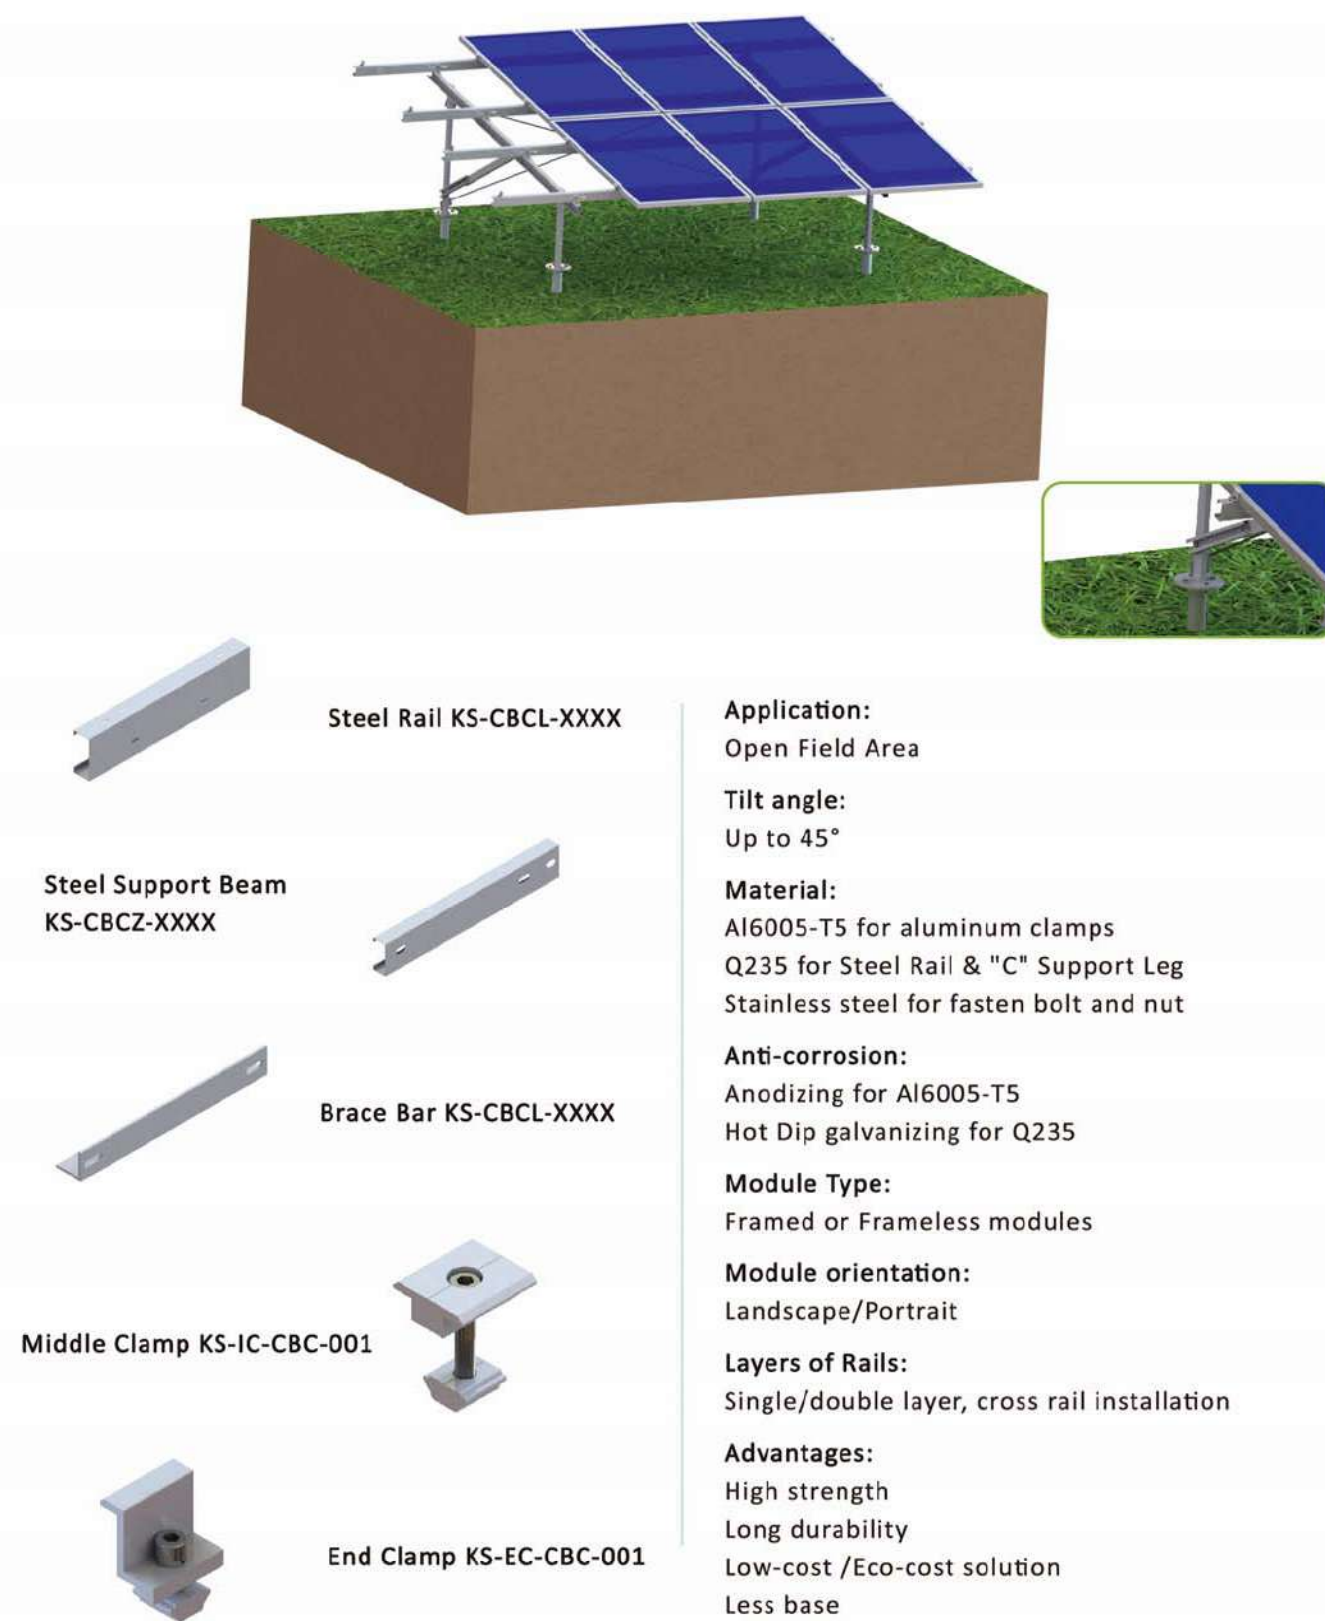 Steel Rail KS-CBCL-XXXX
Steel Support Beam
KS-CBCZ-XXXX
Brace Bar KS-CBCL-XXXX
Middle Clamp KS-IC-CBC-001
End Clamp KS-EC-CBC-001
Application:
Open Field Area
Tilt angle:
Up to 45°
Material:
Al6005-T5 for aluminum clamps
Q235 for Steel Rail & "C" Support Leg
Stainless steel for fasten bolt and nut
Anti-corrosion:
Anodizing for Al6005-T5
Hot Dip galvanizing for Q235
Module Type:
Framed or Frameless modules
Module orientation:
Landscape/Portrait
Layers of Rails:
Single/double layer, cross rail installation
Advantages:
High strength
Long durability
Low-cost /Eco-cost solution
Less base